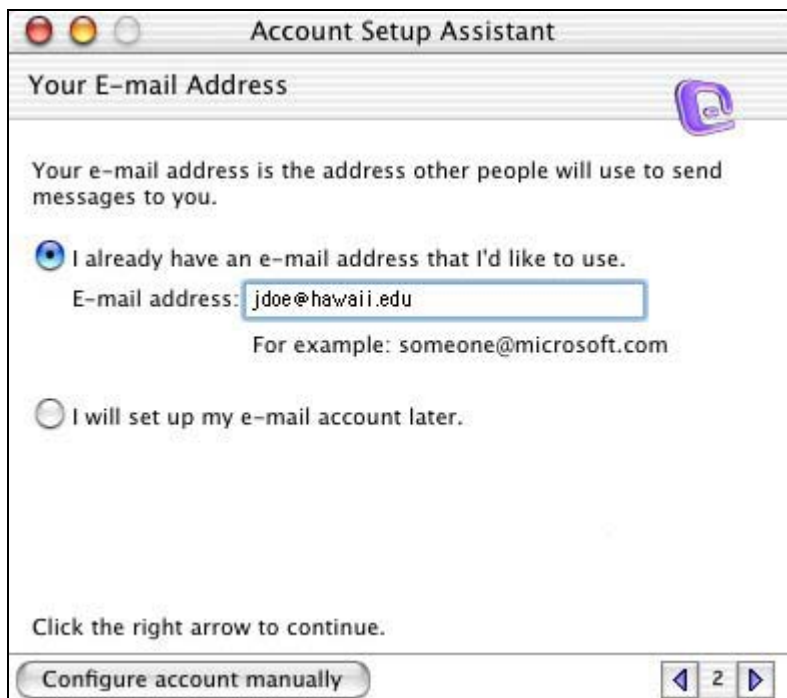 Account Setup Assistant
Your E-mail Address
Your e-mail address is the address other people will use to send
messages to you.
I already have an e-mail address that I'd like to use.
E-mail address: jdoe@hawaii.edu
For example: someone@microsoft.com
I will set up my e-mail account later.
Click the right arrow to continue.
Configure account manually 2